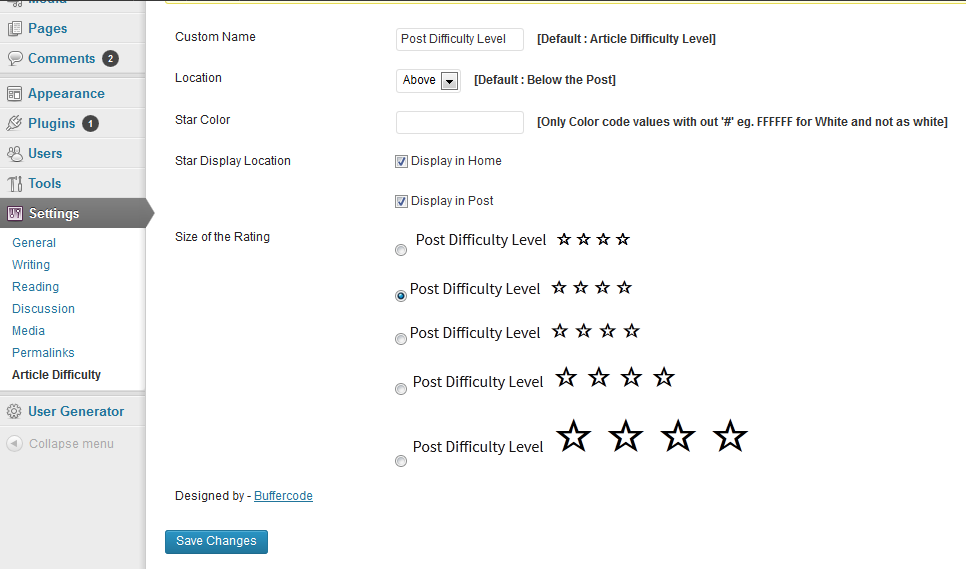 Media
Pages
Comments 2
Appearance
Plugins 1
Users
Tools
Settings
General
Writing
Reading
Discussion
Media
Permalinks
Article Difficulty
User Generator
Collapse menu
Custom Name Post Difficulty Level [Default : Article Difficulty Level]
Location Above [Default : Below the Post]
Star Color [Only Color code values with out '#' eg. FFFFFF for White and not as white]
Star Display Location Display in Home
Display in Post
Size of the Rating Post Difficulty Level
Post Difficulty Level
Post Difficulty Level
Post Difficulty Level
Post Difficulty Level
Designed by - Buffercode
Save Changes